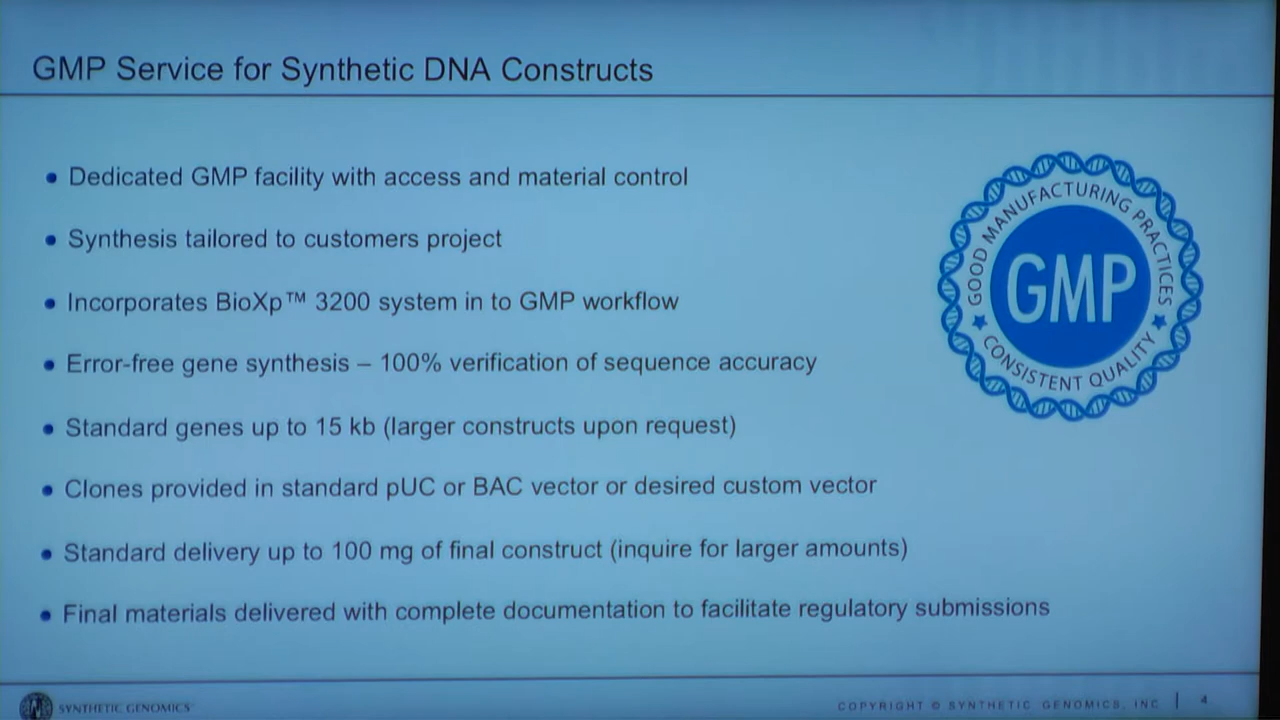 GMP Service for Synthetic DNA Constructs
• Dedicated GMP facility with access and material control
• Synthesis tailored to customers project
• Incorporates BioXp™ 3200 system in to GMP workflow
• Error-free gene synthesis – 100% verification of sequence accuracy
• Standard genes up to 15 kb (larger constructs upon request)
• Clones provided in standard pUC or BAC vector or desired custom vector
• Standard delivery up to 100 mg of final construct (inquire for larger amounts)
• Final materials delivered with complete documentation to facilitate regulatory submissions
GOOD MANUFACTURING PRACTICES
GMP
CONSISTENT QUALITY
SYNTHETIC GENOMICS
COPYRIGHT © SYNTHETIC GENOMICS, INC | 4